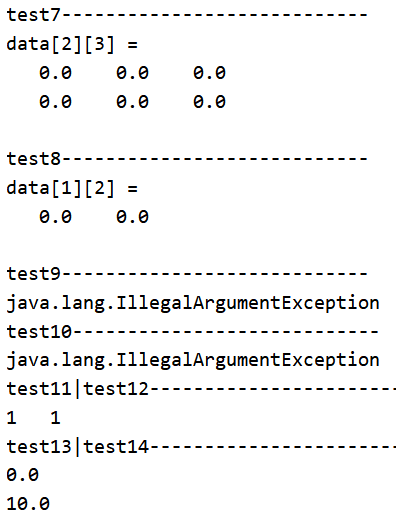 test7----------------------------
data[2][3] =
   0.0    0.0    0.0
   0.0    0.0    0.0
test8----------------------------
data[1][2] =
   0.0    0.0
test9----------------------------
java.lang.IllegalArgumentException
test10----------------------------
java.lang.IllegalArgumentException
test11|test12-----------------------
1   1
test13|test14-----------------------
0.0
10.0